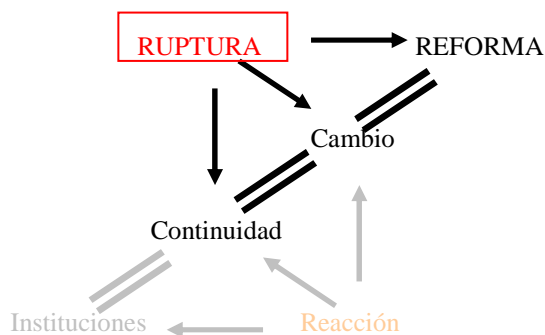 RUPTURA REFORMA
Cambio
Continuidad
Instituciones Reacción